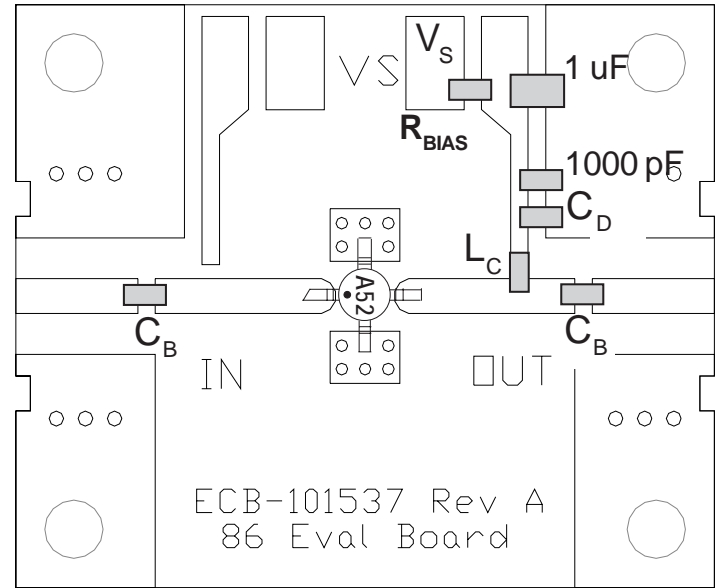 V_S
VS
1 uF
R_BIAS
1000 pF
C_D
L_C
A52
C_B
C_B
IN
OUT
ECB-101537 Rev A
86 Eval Board